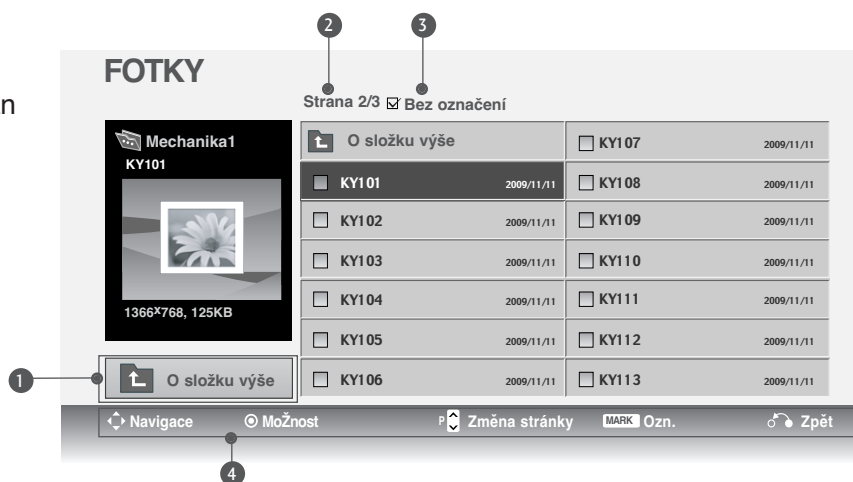 2 3
FOTKY
n
Strana 2/3 Bez označení
Mechanika1
KY101
1366x768, 125KB
O složku výše
KY101 2009/11/11
KY102 2009/11/11
KY103 2009/11/11
KY104 2009/11/11
KY105 2009/11/11
KY106 2009/11/11
KY107 2009/11/11
KY108 2009/11/11
KY109 2009/11/11
KY110 2009/11/11
KY111 2009/11/11
KY112 2009/11/11
KY113 2009/11/11
1
O složku výše
Navigace MoŽnost P Změna stránky MARK Ozn. Zpět
4